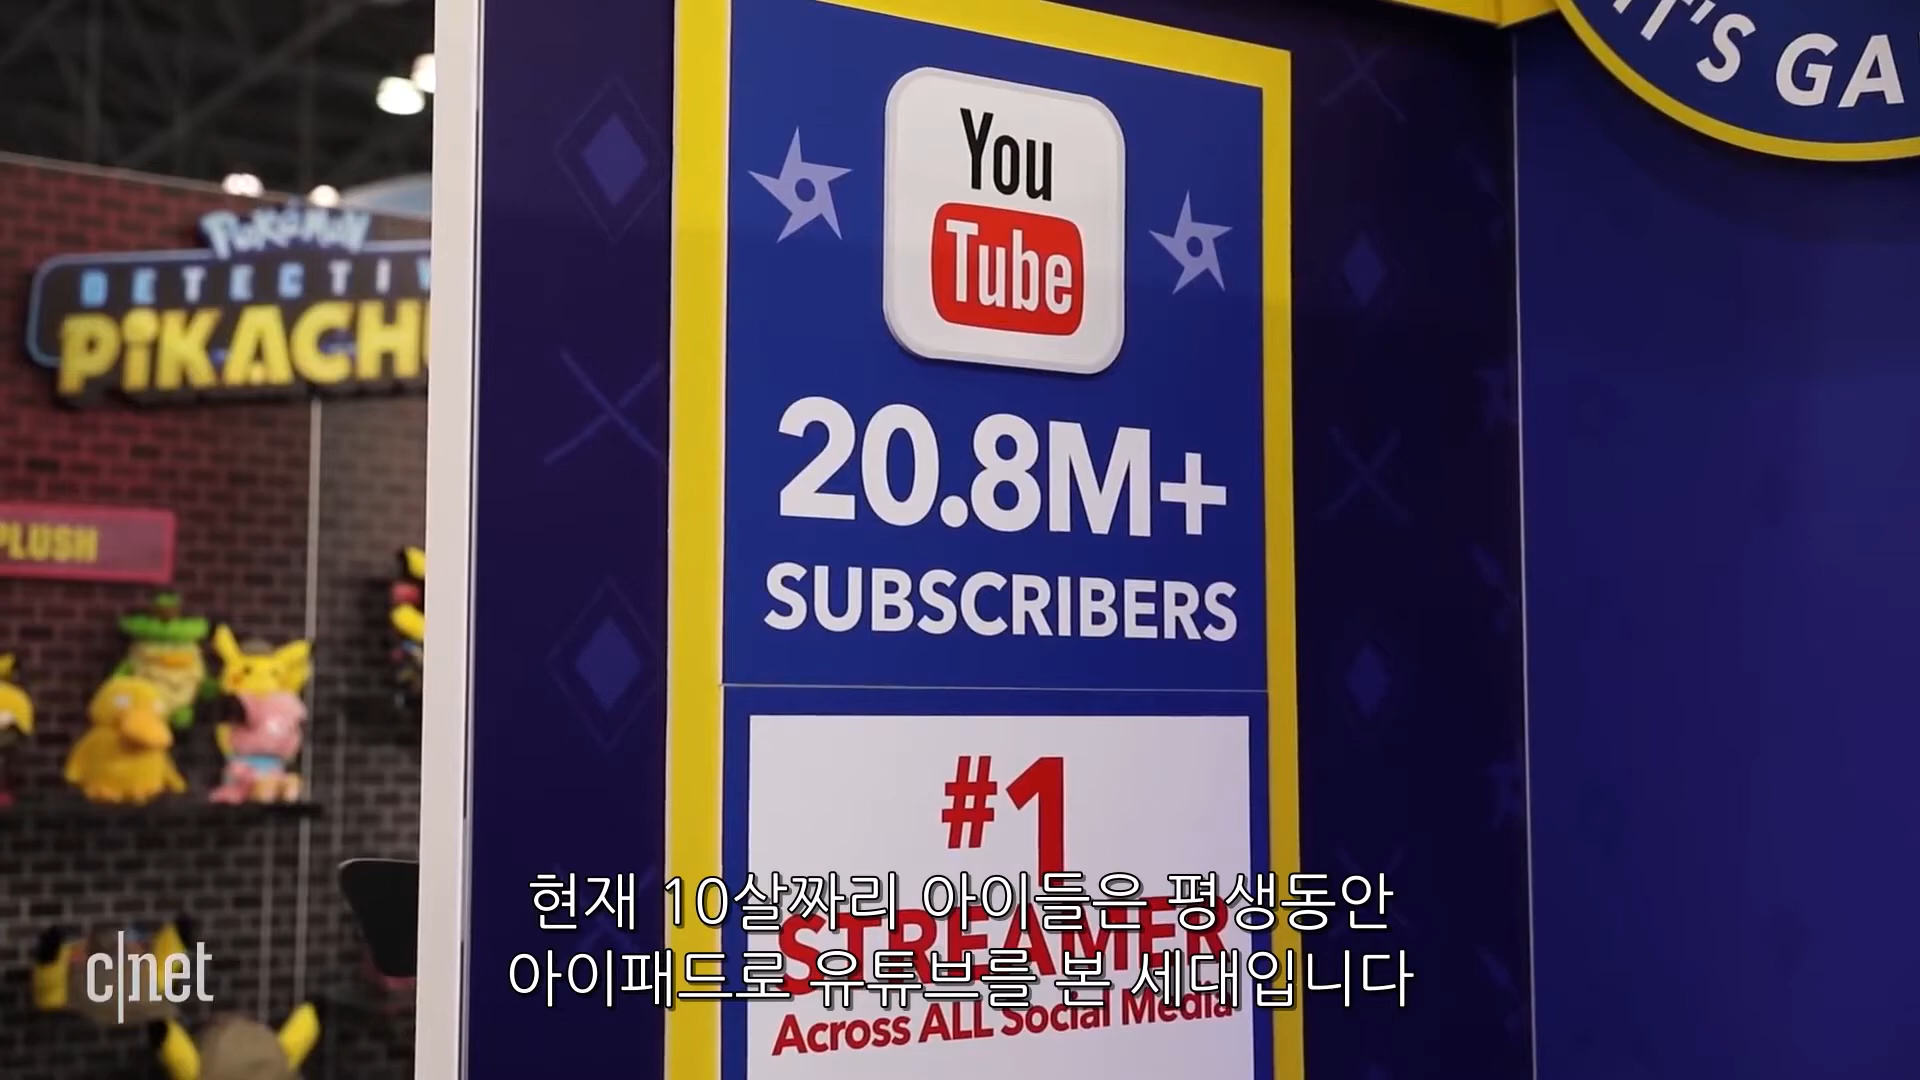 IT'S GA
You
Tube
20.8M+
SUBSCRIBERS
#1
STREAMER
Across ALL Social Media
POKéMON
DETECTIV
PiKACHU
PLUSH
현재 10살짜리 아이들은 평생동안
아이패드로 유튜브를 본 세대입니다
c|net